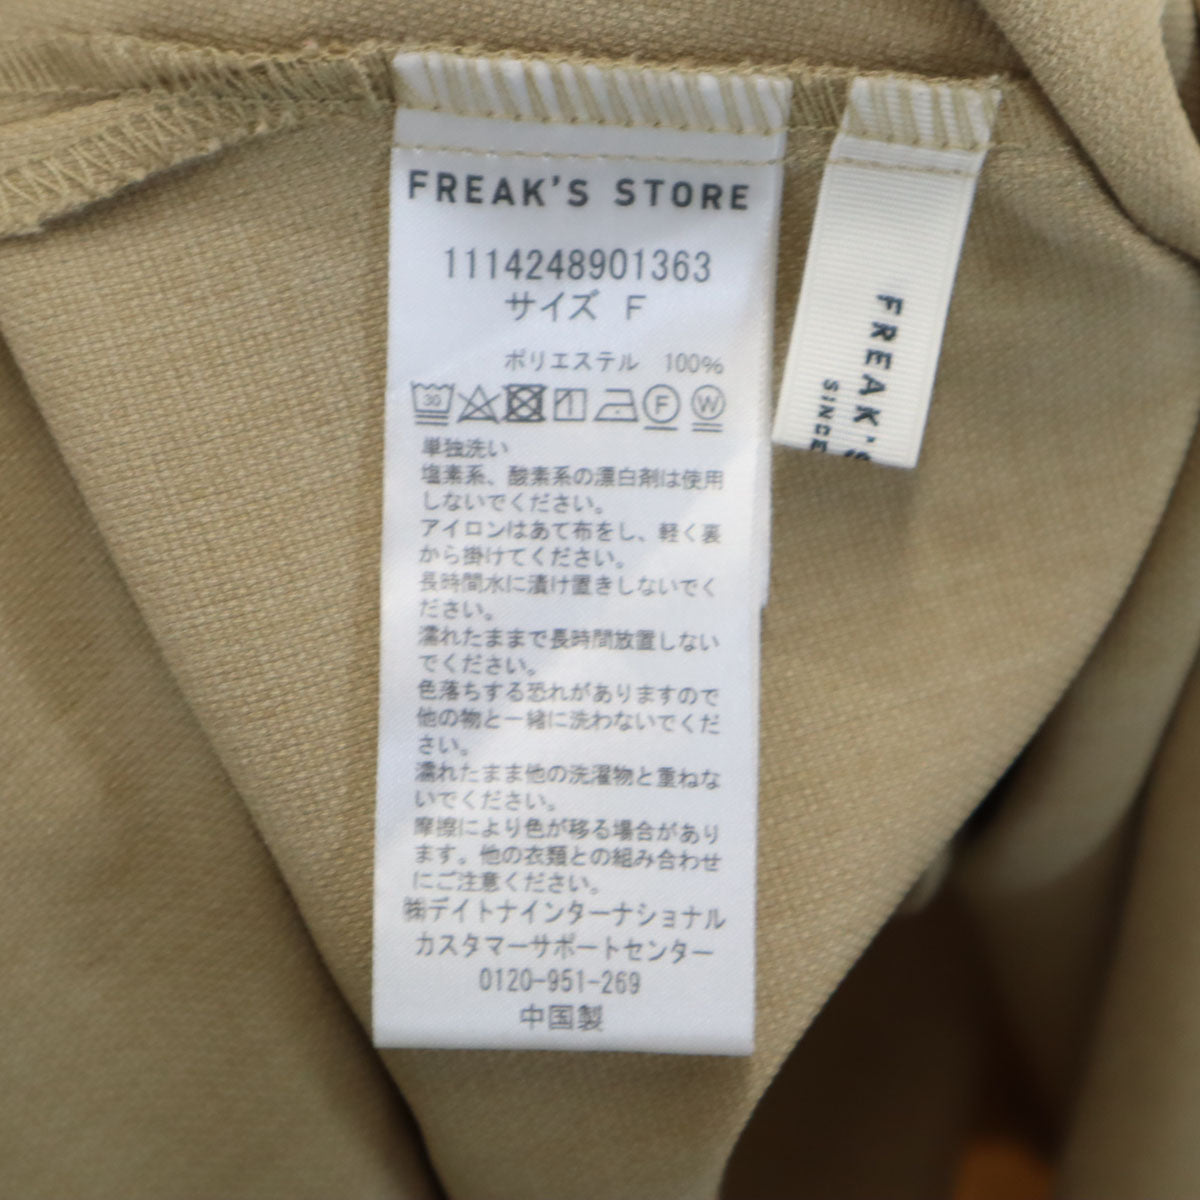 FREAK'S STORE
1114248901363
サイズ F
ポリエステル 100%
30 F W
単独洗い
塩素系、酸素系の漂白剤は使用
しないでください。
アイロンはあて布をし、軽く裏
から掛けてください。
長時間水に漬け置きしないでく
ださい。
濡れたままで長時間放置しない
でください。
色落ちする恐れがありますので
他の物と一緒に洗わないでくだ
さい。
濡れたまま他の洗濯物と重ねな
いでください。
摩擦により色が移る場合があり
ます。他の衣類との組み合わせ
にご注意ください。
㈱デイトナインターナショナル
カスタマーサポートセンター
0120-951-269
中国製
FREAK'S
SINCE